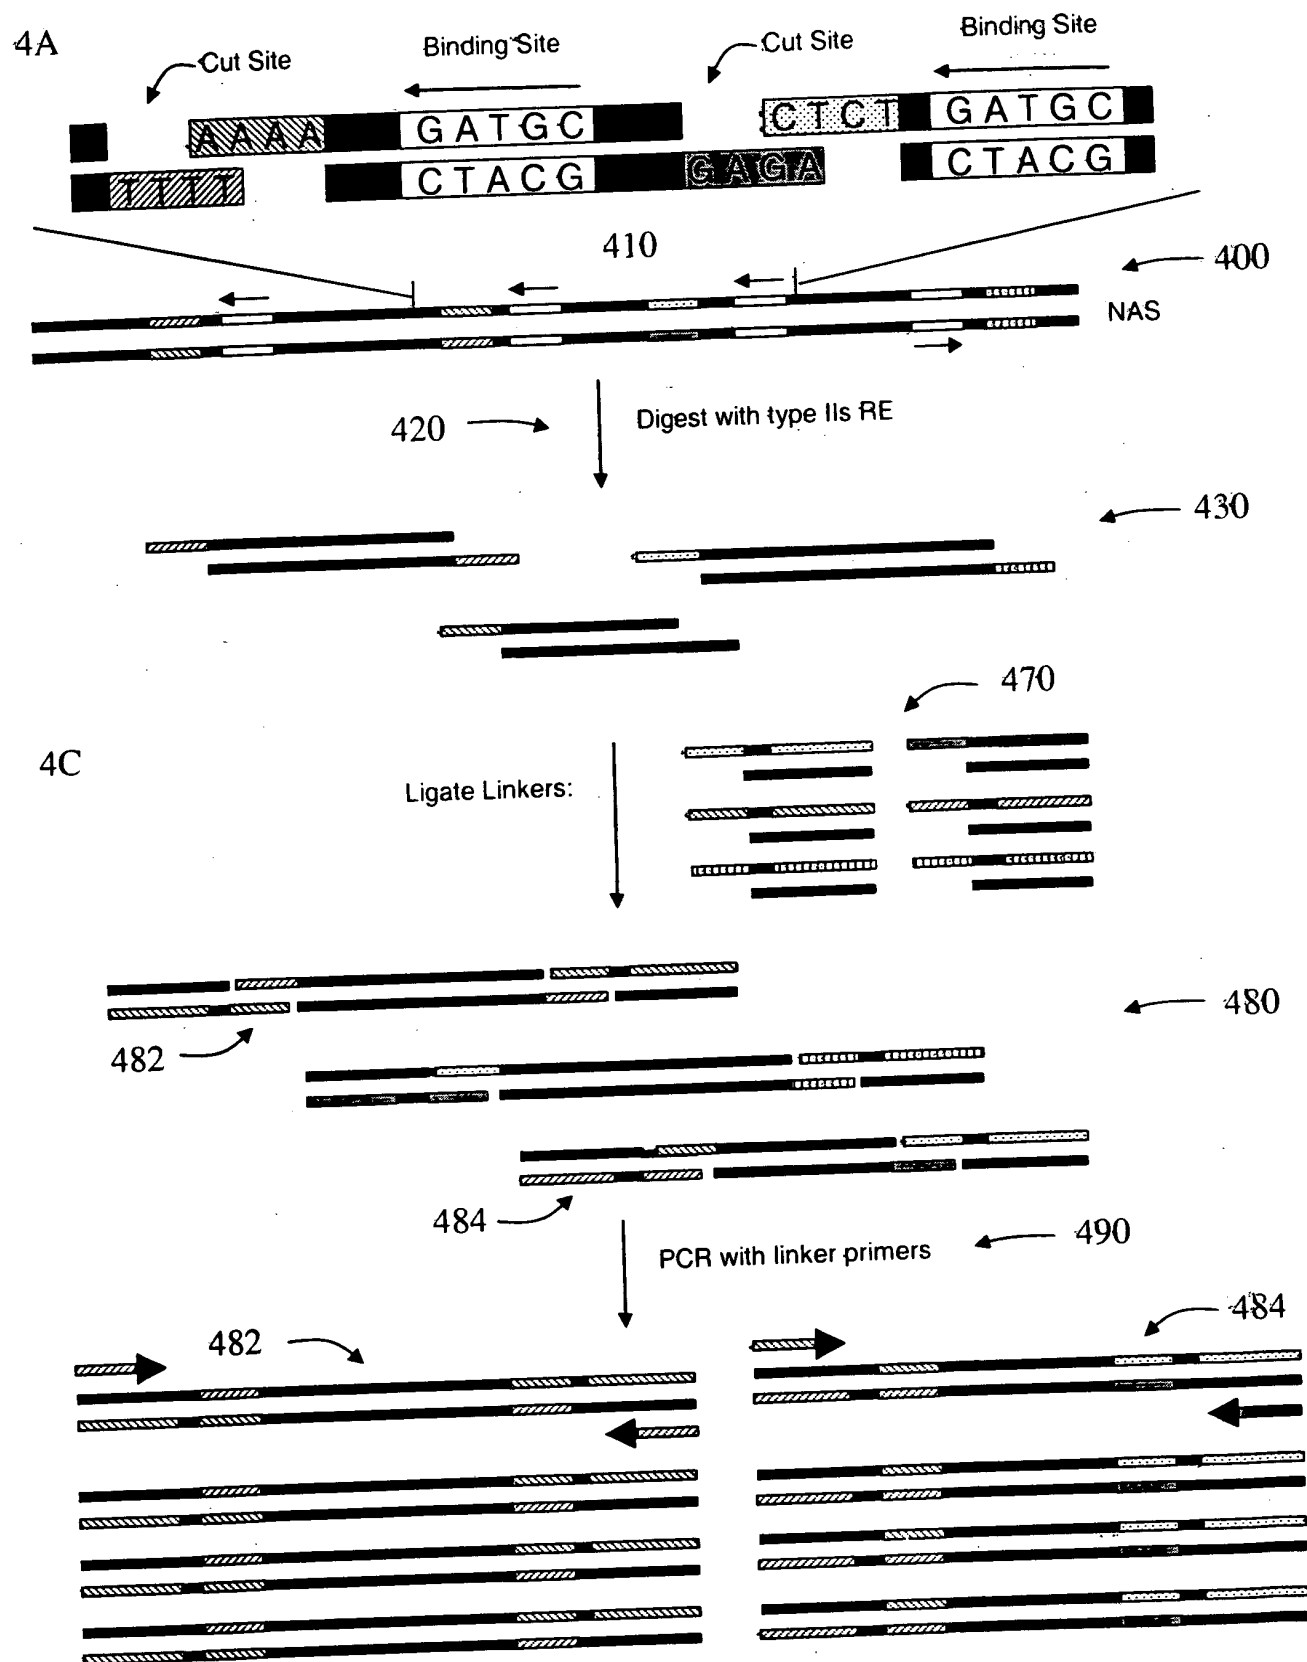 4A
Cut Site
Binding Site
Cut Site
Binding Site
AAAA
GATGC
CTCT
GATGC
TTTT
CTACG
GAGA
CTACG
410
400
NAS
420
Digest with type IIs RE
430
470
4C
Ligate Linkers:
482
480
484
PCR with linker primers
490
482
484